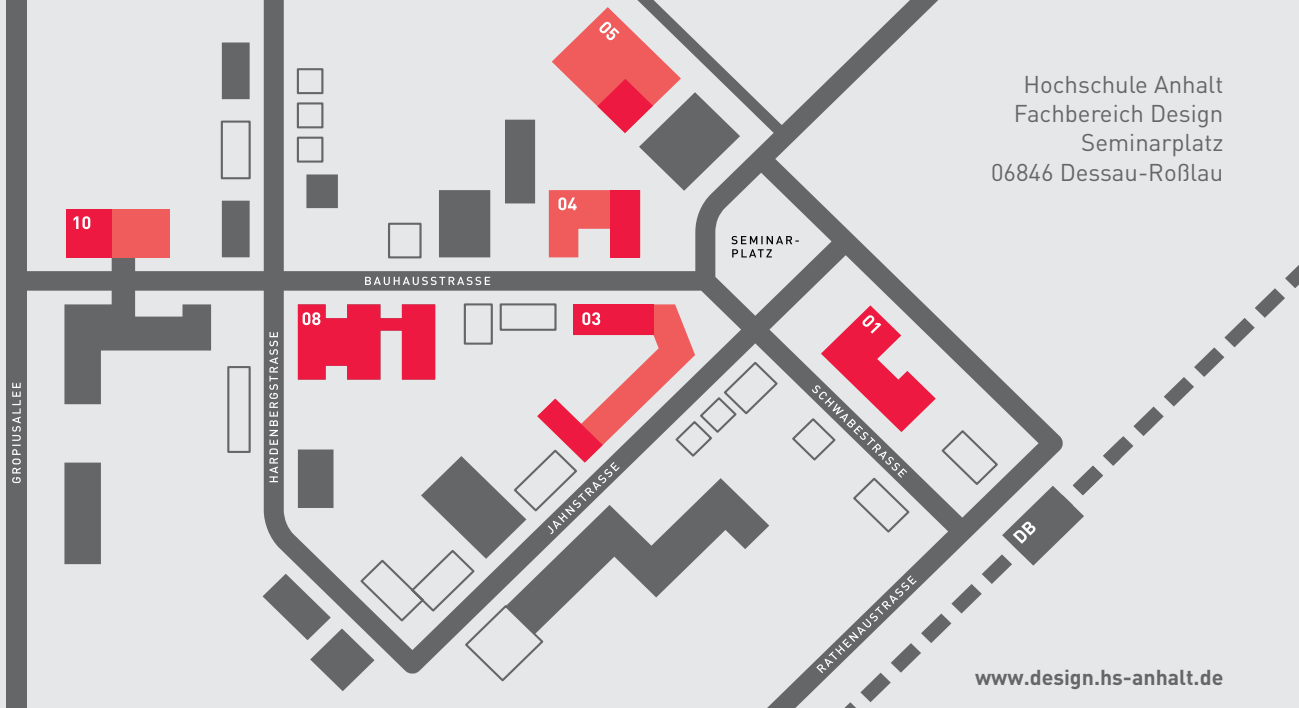 05
Hochschule Anhalt
Fachbereich Design
Seminarplatz
06846 Dessau-Roßlau
04
10
SEMINAR-
PLATZ
BAUHAUSSTRASSE
08
03
01
GROPIUSALLEE
HARDENBERGSTRASSE
SCHWABESTRASSE
JAHNSTRASSE
DB
RATHENAUSTRASSE
www.design.hs-anhalt.de